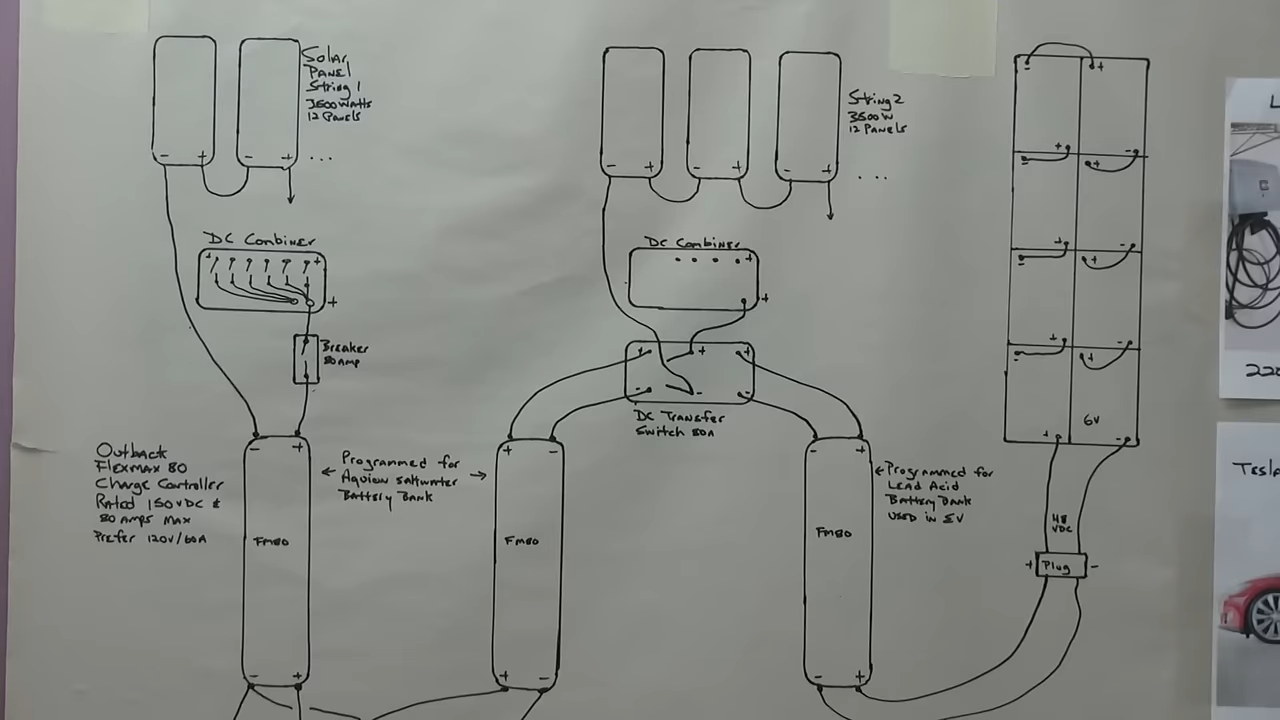 Solar
Panel
String 1
3500 Watts
12 Panels
- + - + ...
String 2
3500 W
12 Panels
- + - + - + ...
DC Combiner
+ +
+
Breaker
80 Amp
DC Combiner
+
+
+ + +
- - -
DC Transfer
Switch 80A
- +
+ -
- +
Outback
Flexmax 80
Charge Controller
Rated 150VDC &
80 Amps Max
Prefer 120V/60A
FM80
Programmed for
Aquion Saltwater
Battery Bank
FM80
FM80
Programmed for
Lead Acid
Battery Bank
USED in EV
- +
+ -
- +
- +
+ -
- +
+ -
- +
+ -
- +
6V
+ -
48
VDC
+ Plug -
220
Tesla